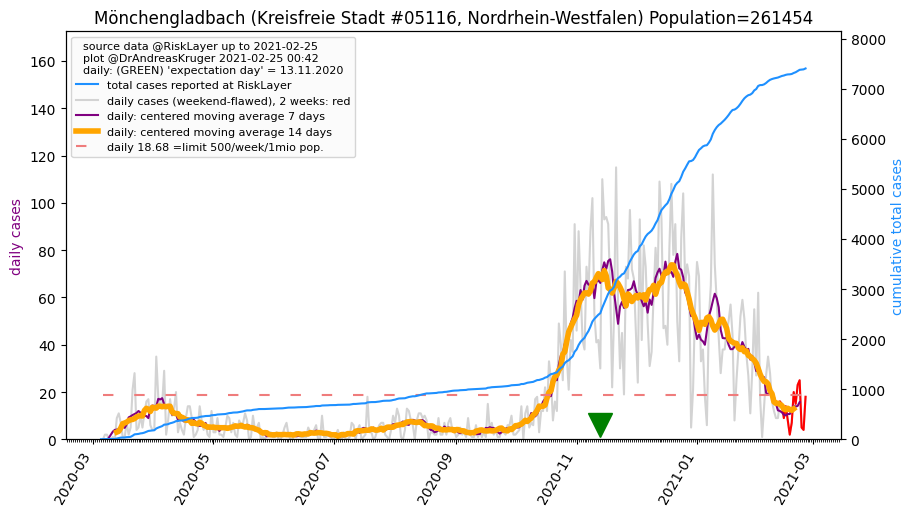 Mönchengladbach (Kreisfreie Stadt #05116, Nordrhein-Westfalen) Population=261454
source data @RiskLayer up to 2021-02-25
plot @DrAndreasKruger 2021-02-25 00:42
daily: (GREEN) 'expectation day' = 13.11.2020
total cases reported at RiskLayer
daily cases (weekend-flawed), 2 weeks: red
daily: centered moving average 7 days
daily: centered moving average 14 days
daily 18.68 =limit 500/week/1mio pop.
daily cases
160
140
120
100
80
60
40
20
0
cumulative total cases
8000
7000
6000
5000
4000
3000
2000
1000
0
2020-03
2020-05
2020-07
2020-09
2020-11
2021-01
2021-03